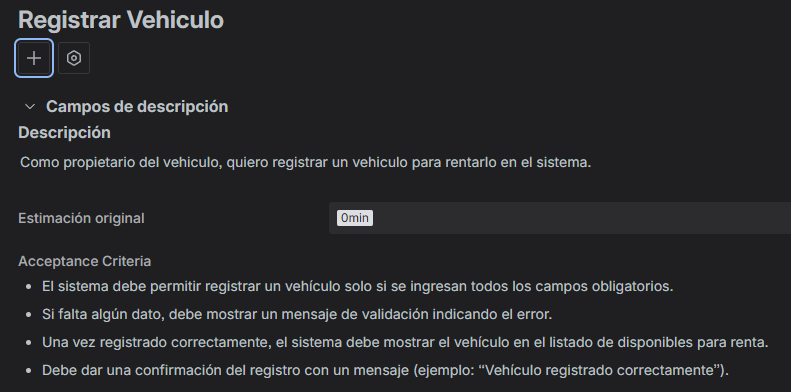 Registrar Vehiculo
Campos de descripción
Descripción
Como propietario del vehiculo, quiero registrar un vehiculo para rentarlo en el sistema.
Estimación original
0min
Acceptance Criteria
El sistema debe permitir registrar un vehículo solo si se ingresan todos los campos obligatorios.
Si falta algún dato, debe mostrar un mensaje de validación indicando el error.
Una vez registrado correctamente, el sistema debe mostrar el vehículo en el listado de disponibles para renta.
Debe dar una confirmación del registro con un mensaje (ejemplo: “Vehículo registrado correctamente”).